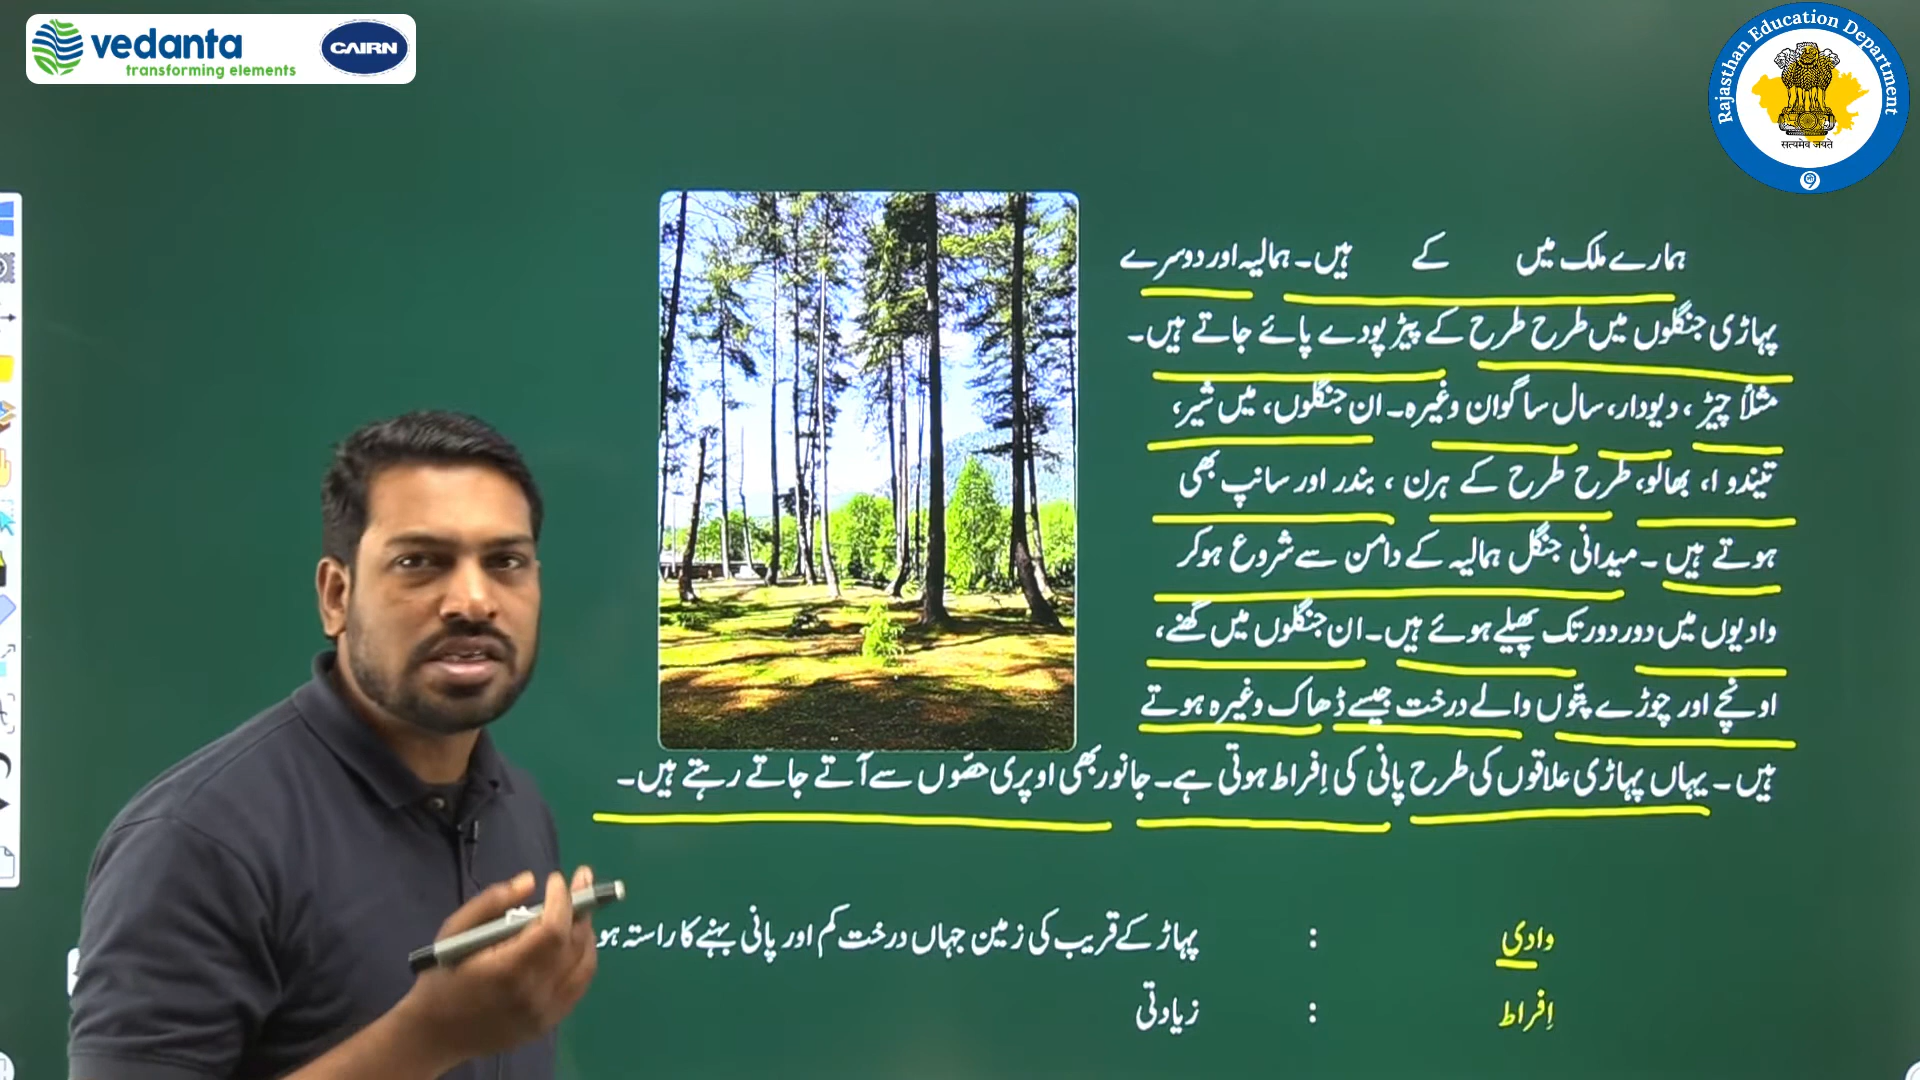 vedanta
transforming elements
CAIRN
Rajasthan Education Department
सत्यमेव जयते
ہمارے ملک میں کے ہیں۔ ہمالیہ اور دوسرے
پہاڑی جنگلوں میں طرح طرح کے پیڑ پودے پائے جاتے ہیں۔
مثلاً چیڑ، دیودار، سال ساگوان وغیرہ۔ ان جنگلوں، میں شیر،
تیندوا، بھالو، طرح طرح کے ہرن، بندر اور سانپ بھی
ہوتے ہیں۔ میدانی جنگل ہمالیہ کے دامن سے شروع ہوکر
وادیوں میں دور دور تک پھیلے ہوئے ہیں۔ ان جنگلوں میں گھنے،
اونچے اور چوڑے پتّوں والے درخت جیسے ڈھاک وغیرہ ہوتے
ہیں۔ یہاں پہاڑی علاقوں کی طرح پانی کی اِفراط ہوتی ہے۔ جانور بھی اوپری حصّوں سے آتے جاتے رہتے ہیں۔
وادی : پہاڑ کے قریب کی زمین جہاں درخت کم اور پانی بہنے کا راستہ ہو
اِفراط : زیادتی